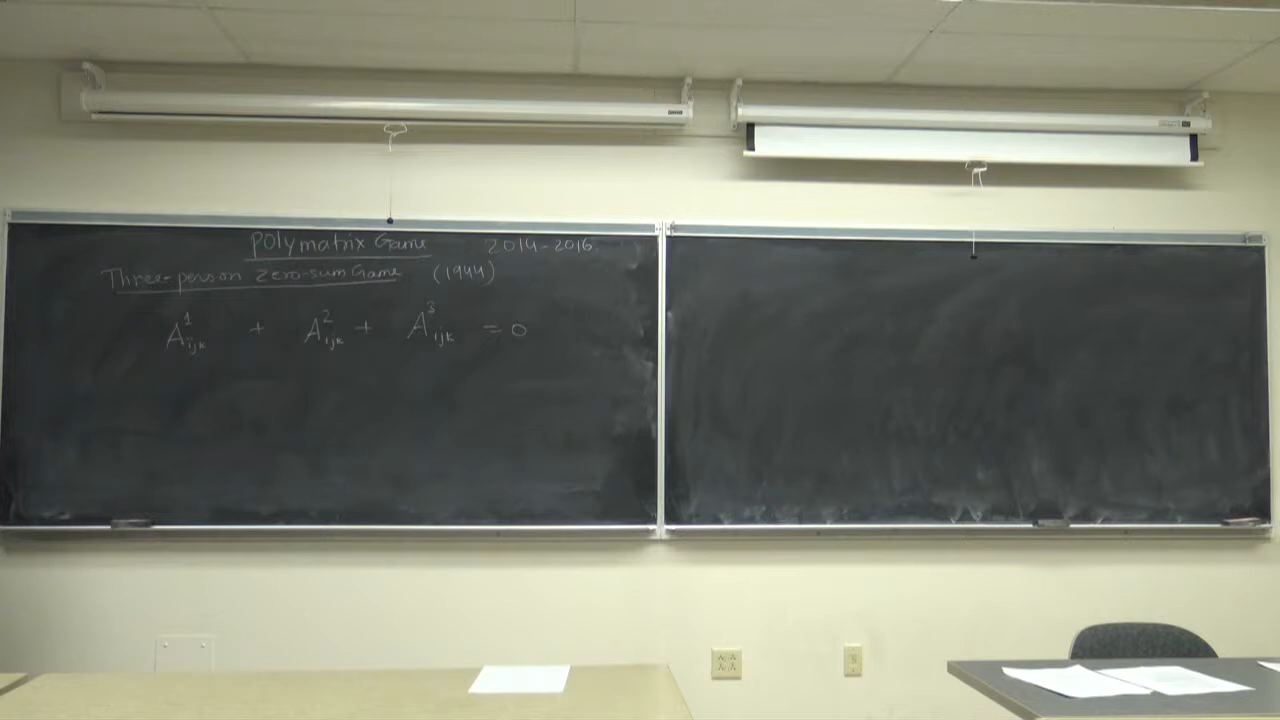 Polymatrix Game 2014-2016
Three-person Zero-sum Game (1944)
A¹ᵢⱼₖ + A²ᵢⱼₖ + A³ᵢⱼₖ = 0